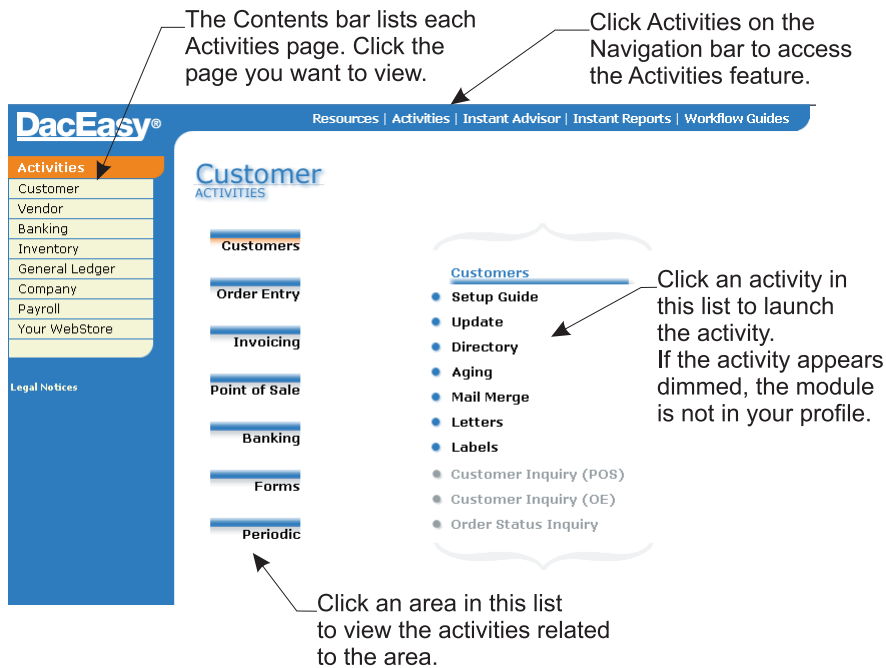 The Contents bar lists each
Activities page. Click the
page you want to view.
Click Activities on the
Navigation bar to access
the Activities feature.
DacEasy®
Resources | Activities | Instant Advisor | Instant Reports | Workflow Guides
Activities
Customer
Vendor
Banking
Inventory
General Ledger
Company
Payroll
Your WebStore
Legal Notices
Customer
ACTIVITIES
Customers
Order Entry
Invoicing
Point of Sale
Banking
Forms
Periodic
Customers
Setup Guide
Update
Directory
Aging
Mail Merge
Letters
Labels
Customer Inquiry (POS)
Customer Inquiry (OE)
Order Status Inquiry
Click an activity in
this list to launch
the activity.
If the activity appears
dimmed, the module
is not in your profile.
Click an area in this list
to view the activities related
to the area.